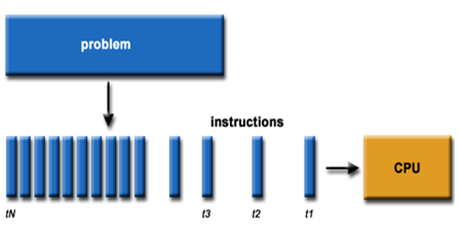 problem
instructions
CPU
tN
t3
t2
t1